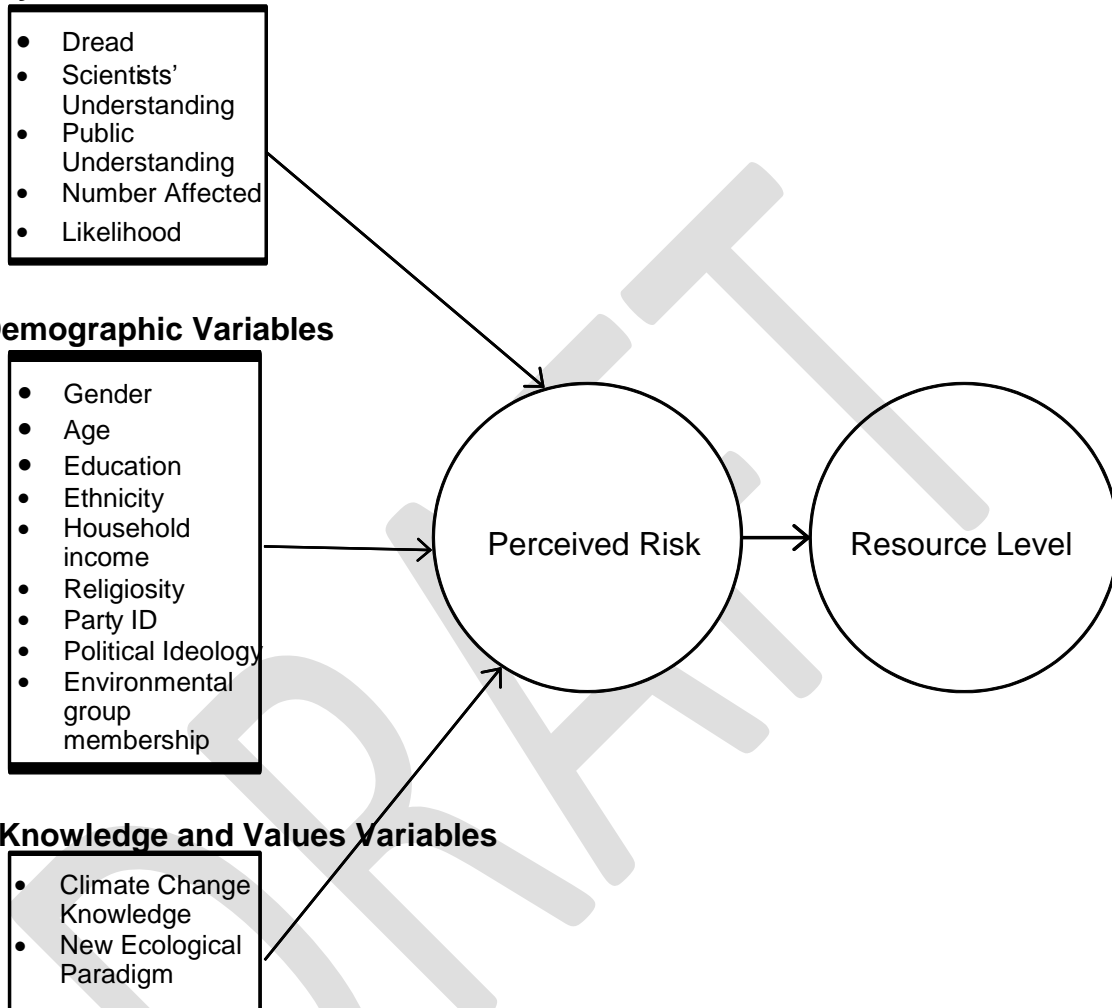 • Dread
• Scientists'
Understanding
• Public
Understanding
• Number Affected
• Likelihood
Demographic Variables
• Gender
• Age
• Education
• Ethnicity
• Household
income
• Religiosity
• Party ID
• Political Ideology
• Environmental
group
membership
Perceived Risk
Resource Level
Knowledge and Values Variables
• Climate Change
Knowledge
• New Ecological
Paradigm
DRAFT